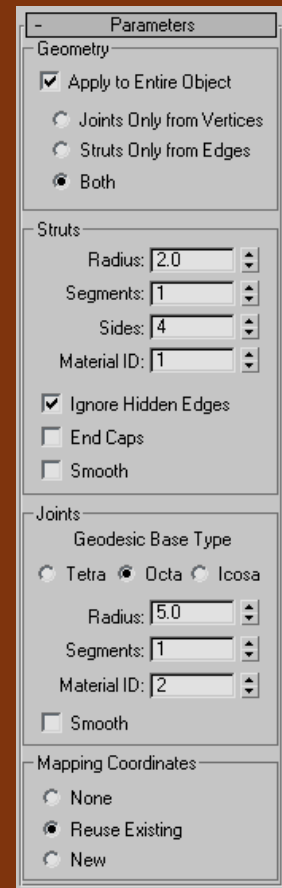 - Parameters
Geometry
Apply to Entire Object
Joints Only from Vertices
Struts Only from Edges
Both
Struts
Radius: 2.0
Segments: 1
Sides: 4
Material ID: 1
Ignore Hidden Edges
End Caps
Smooth
Joints
Geodesic Base Type
Tetra Octa Icosa
Radius: 5.0
Segments: 1
Material ID: 2
Smooth
Mapping Coordinates
None
Reuse Existing
New